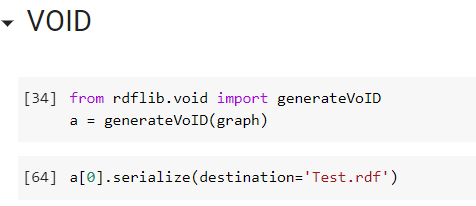 VOID
[34] from rdflib.void import generateVoID
a = generateVoID(graph)
[64] a[0].serialize(destination='Test.rdf')